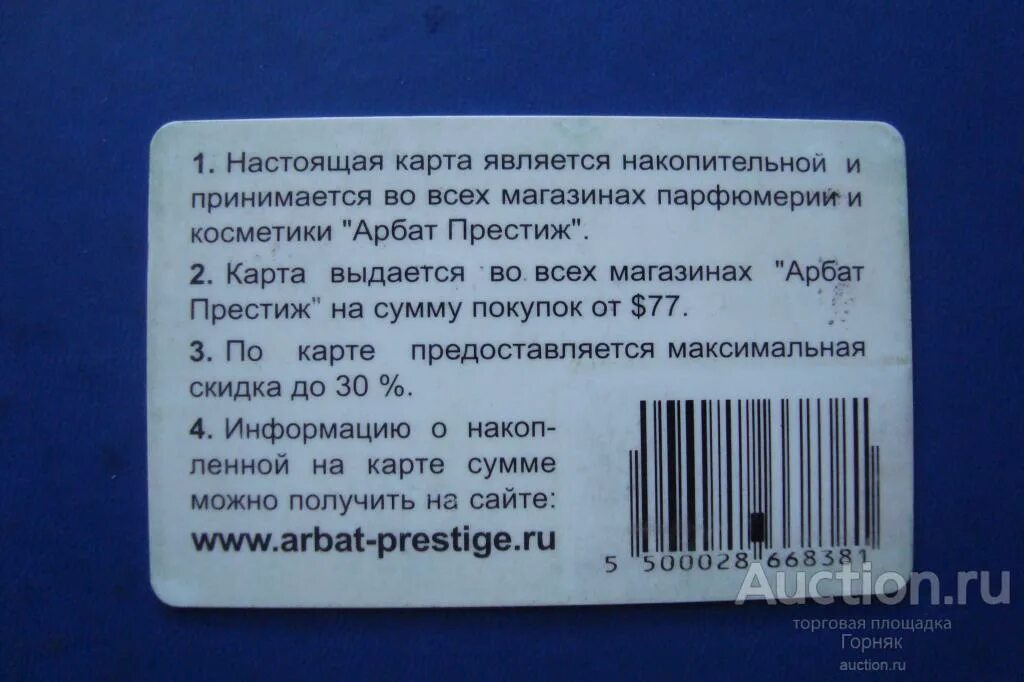 1. Настоящая карта является накопительной и
принимается во всех магазинах парфюмерии и
косметики "Арбат Престиж".
2. Карта выдается во всех магазинах "Арбат
Престиж" на сумму покупок от $77.
3. По карте предоставляется максимальная
скидка до 30 %.
4. Информацию о накоп-
ленной на карте сумме
можно получить на сайте:
www.arbat-prestige.ru
5 500028 668381
Auction.ru
торговая площадка
Горняк
auction.ru